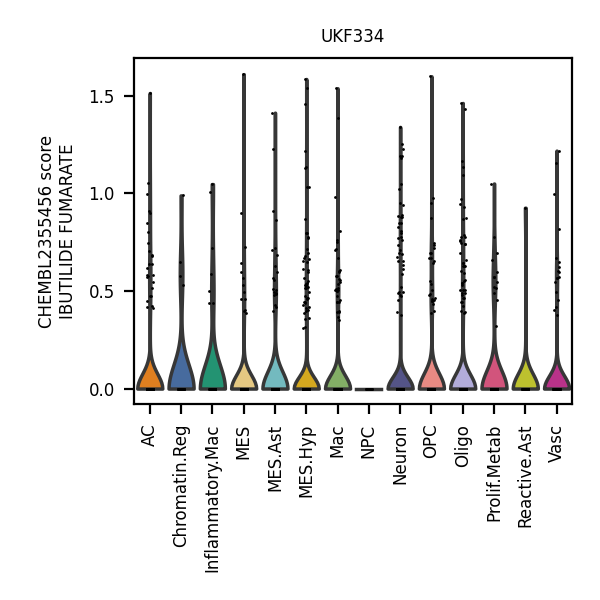 UKF334
CHEMBL2355456 score
IBUTILIDE FUMARATE
1.5
1.0
0.5
0.0
AC
Chromatin.Reg
Inflammatory.Mac
MES
MES.Ast
MES.Hyp
Mac
NPC
Neuron
OPC
Oligo
Prolif.Metab
Reactive.Ast
Vasc